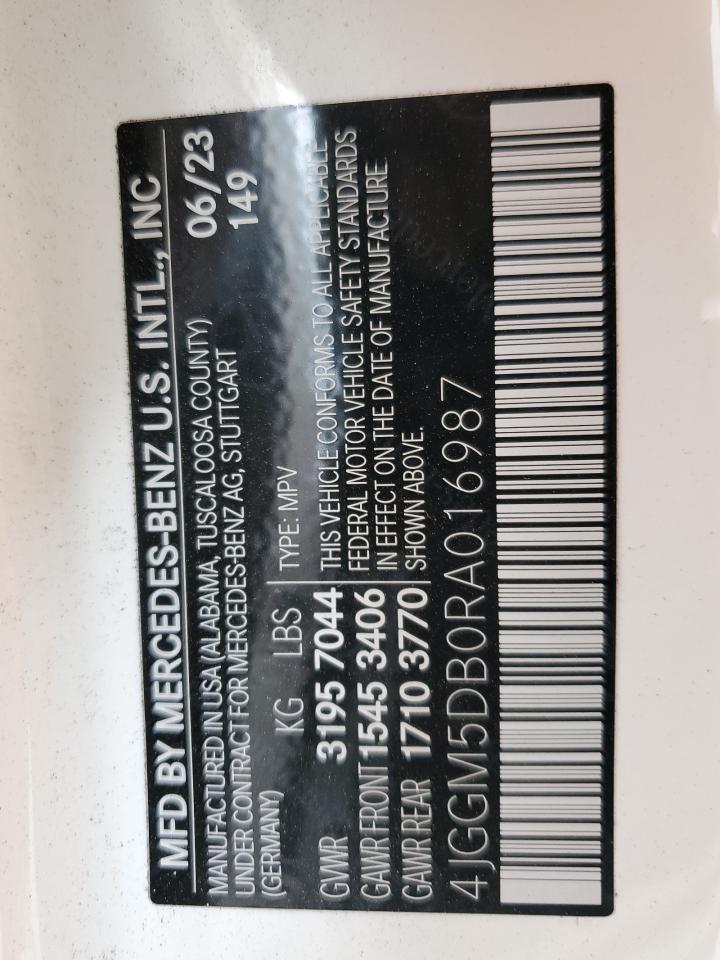 MFD BY MERCEDES-BENZ U.S. INTL., INC
MANUFACTURED IN USA (ALABAMA, TUSCALOOSA COUNTY) 06/23
UNDER CONTRACT FOR MERCEDES-BENZ AG, STUTTGART 149
(GERMANY)
KG LBS TYPE: MPV
GVWR 3195 7044 THIS VEHICLE CONFORMS TO ALL APPLICABLE
GAWR FRONT 1545 3406 FEDERAL MOTOR VEHICLE SAFETY STANDARDS
IN EFFECT ON THE DATE OF MANUFACTURE
GAWR REAR 1710 3770 SHOWN ABOVE.
4JGGM5DB0RA016987